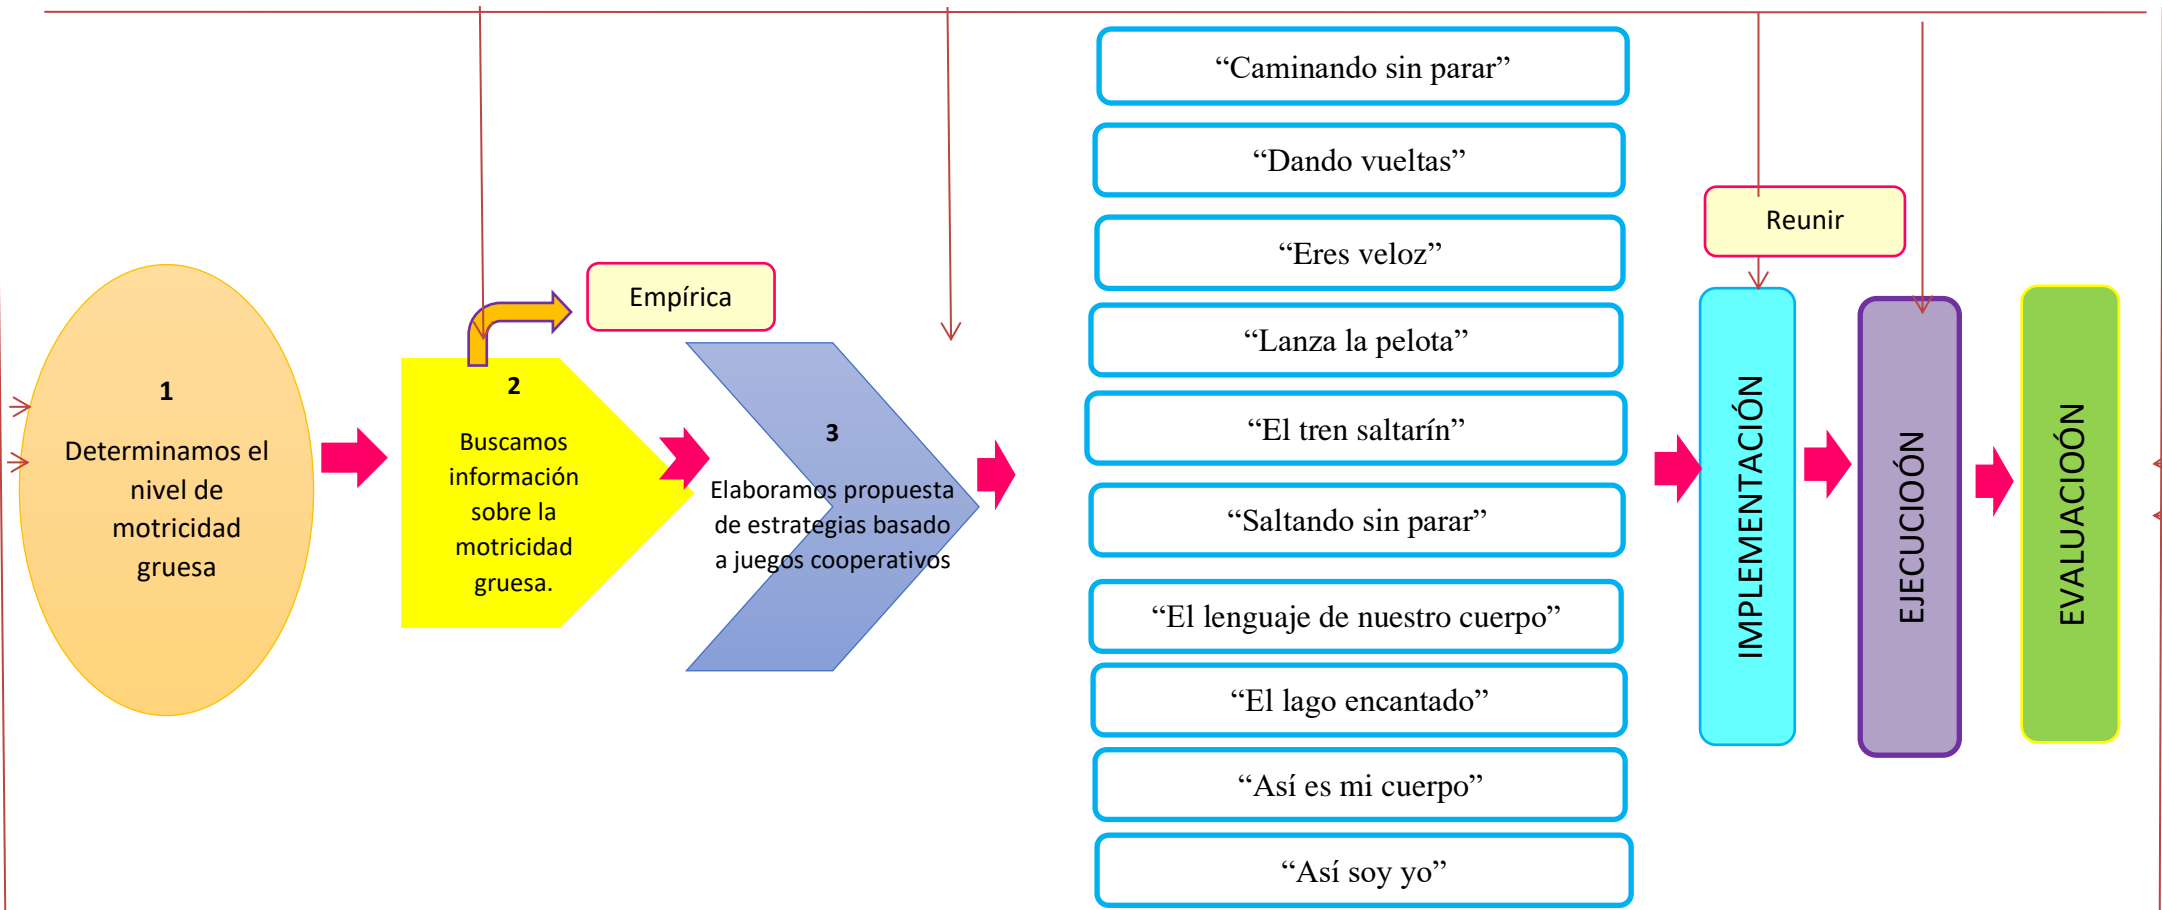 1
Determinamos el
nivel de
motricidad
gruesa
Empírica
2
Buscamos
información
sobre la
motricidad
gruesa.
3
Elaboramos propuesta
de estrategias basado
a juegos cooperativos
“Caminando sin parar”
“Dando vueltas”
“Eres veloz”
“Lanza la pelota”
“El tren saltarín”
“Saltando sin parar”
“El lenguaje de nuestro cuerpo”
“El lago encantado”
“Así es mi cuerpo”
“Así soy yo”
Reunir
IMPLEMENTACIÓN
EJECUCIOÓN
EVALUACIOÓN